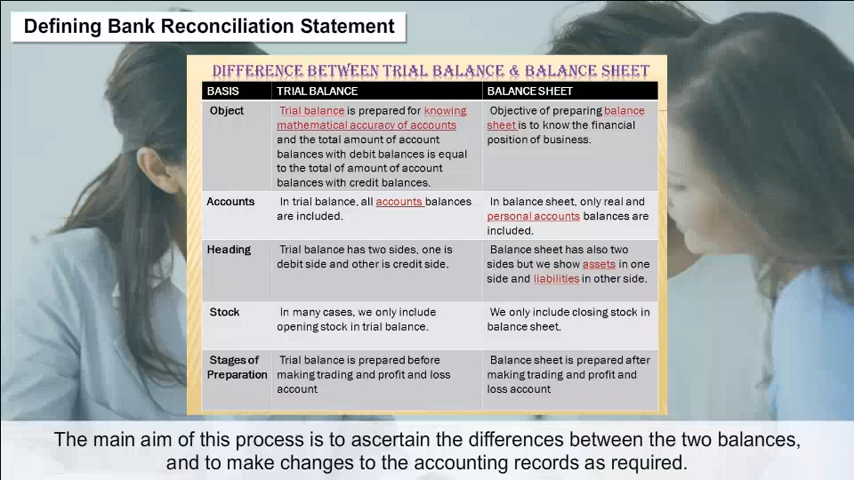 Defining Bank Reconciliation Statement
DIFFERENCE BETWEEN TRIAL BALANCE & BALANCE SHEET
BASIS TRIAL BALANCE BALANCE SHEET
Object
Trial balance is prepared for knowing
mathematical accuracy of accounts
and the total amount of account
balances with debit balances is equal
to the total of amount of account
balances with credit balances.
Objective of preparing balance
sheet is to know the financial
position of business.
Accounts
In trial balance, all accounts balances
are included.
In balance sheet, only real and
personal accounts balances are
included.
Heading
Trial balance has two sides, one is
debit side and other is credit side.
Balance sheet has also two
sides but we show assets in one
side and liabilities in other side.
Stock
In many cases, we only include
opening stock in trial balance.
We only include closing stock in
balance sheet.
Stages of
Preparation
Trial balance is prepared before
making trading and profit and loss
account
Balance sheet is prepared after
making trading and profit and
loss account
The main aim of this process is to ascertain the differences between the two balances,
and to make changes to the accounting records as required.